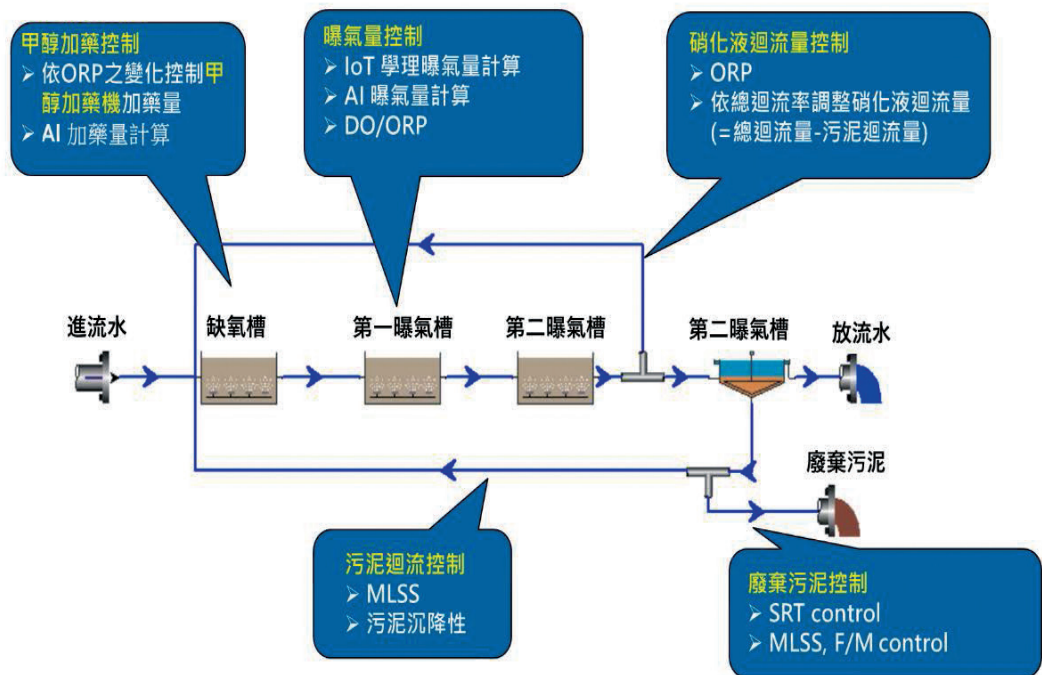 甲醇加藥控制
➢ 依ORP之變化控制甲
醇加藥機加藥量
➢ AI 加藥量計算
曝氣量控制
➢ IoT 學理曝氣量計算
➢ AI 曝氣量計算
➢ DO/ORP
硝化液迴流量控制
➢ ORP
➢ 依總迴流率調整硝化液迴流量
(=總迴流量-污泥迴流量)
進流水
缺氧槽
第一曝氣槽
第二曝氣槽
第二曝氣槽
放流水
廢棄污泥
污泥迴流控制
➢ MLSS
➢ 污泥沉降性
廢棄污泥控制
➢ SRT control
➢ MLSS, F/M control